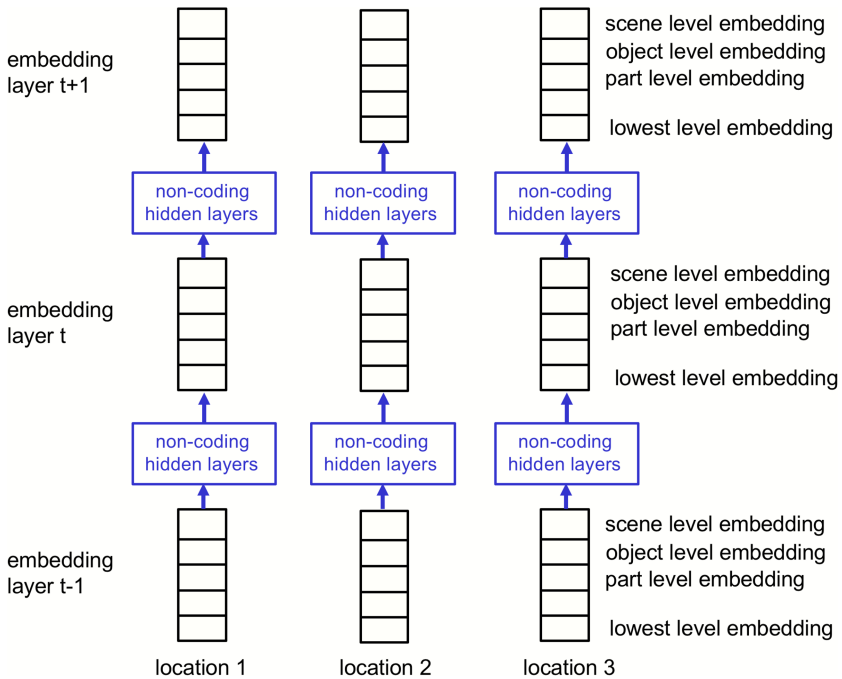 scene level embedding
object level embedding
part level embedding
lowest level embedding
embedding
layer t+1
non-coding
hidden layers
non-coding
hidden layers
non-coding
hidden layers
scene level embedding
object level embedding
part level embedding
lowest level embedding
embedding
layer t
non-coding
hidden layers
non-coding
hidden layers
non-coding
hidden layers
scene level embedding
object level embedding
part level embedding
lowest level embedding
embedding
layer t-1
location 1
location 2
location 3